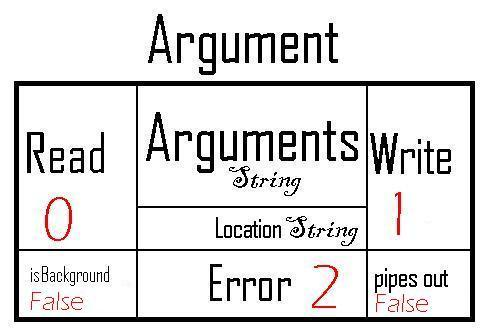 Argument
Read
0
Arguments
String
Location String
Write
1
isBackground
False
Error 2
pipes out
False